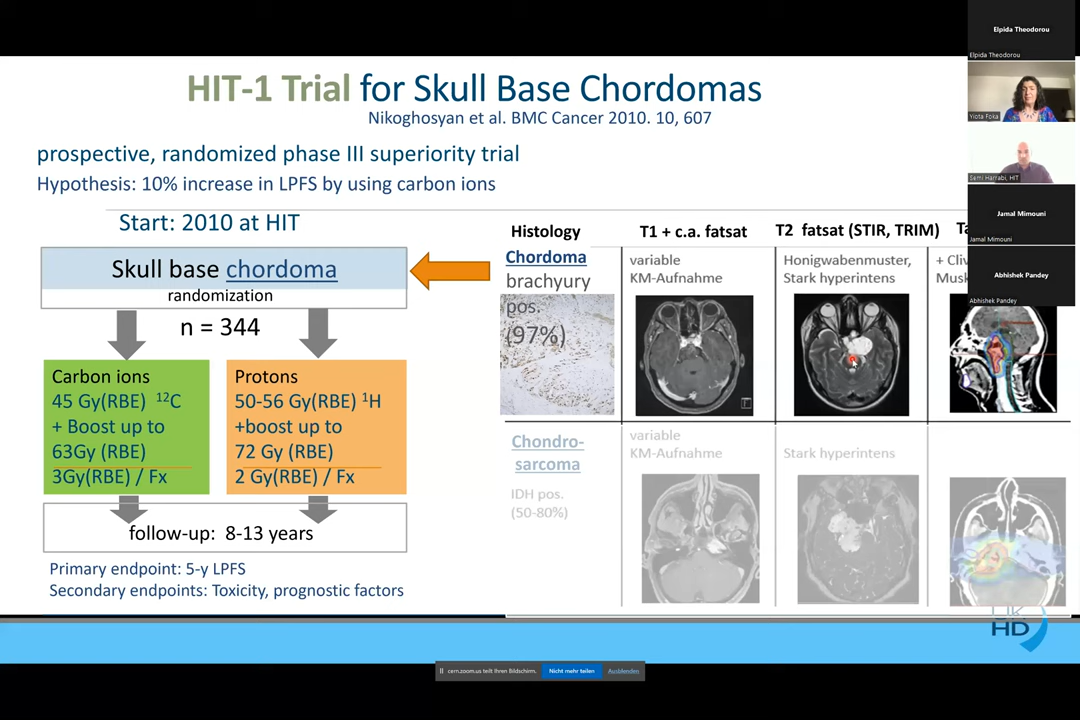 HIT-1 Trial for Skull Base Chordomas
Nikoghosyan et al. BMC Cancer 2010. 10, 607
prospective, randomized phase III superiority trial
Hypothesis: 10% increase in LPFS by using carbon ions
Start: 2010 at HIT
Skull base chordoma
randomization
n = 344
Carbon ions
45 Gy(RBE) ¹²C
+ Boost up to
63Gy (RBE)
3Gy(RBE) / Fx
Protons
50-56 Gy(RBE) ¹H
+boost up to
72 Gy (RBE)
2 Gy(RBE) / Fx
follow-up: 8-13 years
Primary endpoint: 5-y LPFS
Secondary endpoints: Toxicity, prognostic factors
Histology
T1 + c.a. fatsat
T2 fatsat (STIR, TRIM)
Chordoma
brachyury
pos.
(97%)
variable
KM-Aufnahme
Honigwabenmuster,
Stark hyperintens
Chondro-
sarcoma
IDH pos.
(50-80%)
variable
KM-Aufnahme
Stark hyperintens
HD
Elpida Theodorou
Elpida Theodorou
Yiota Foka
Semi Harrabi, HIT
Jamal Mimouni
Jamal Mimouni
Abhishek Pandey
Abhishek Pandey
cern.zoom.us teilt Ihren Bildschirm.
Nicht mehr teilen
Ausblenden